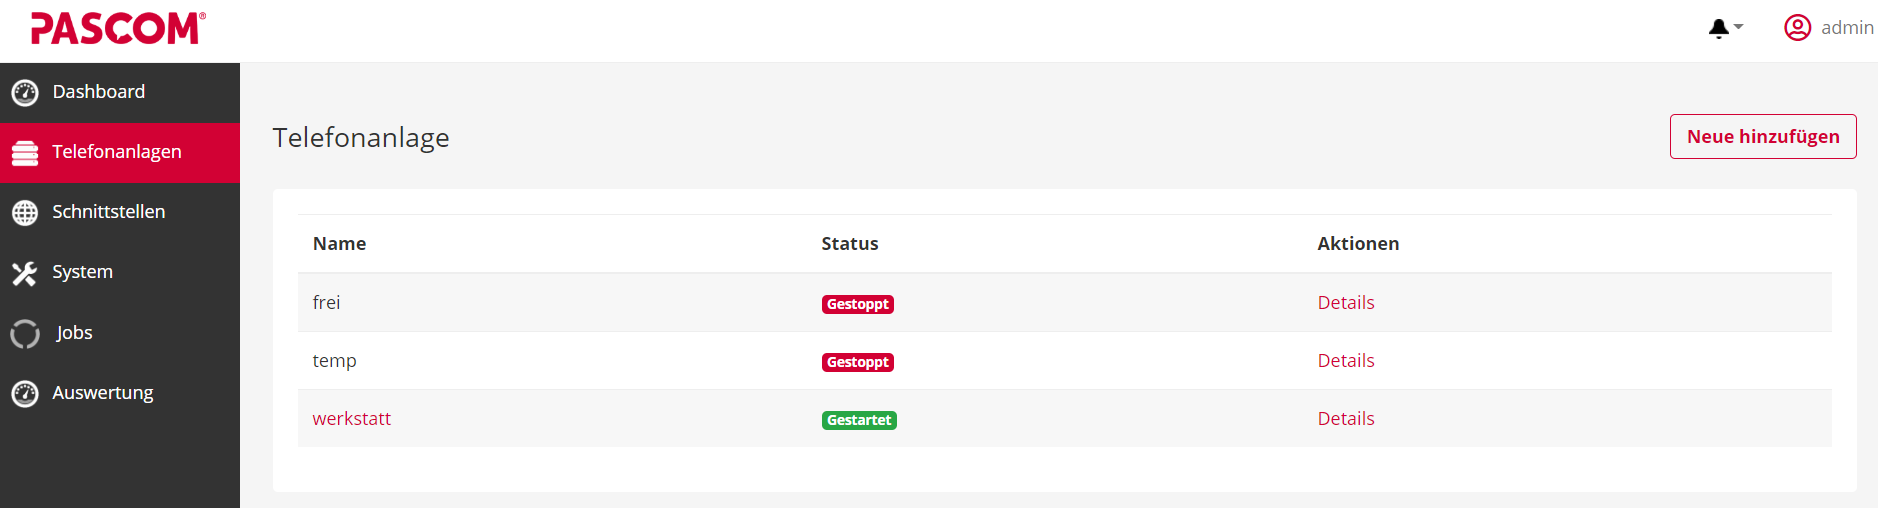 PASCOM®
admin
Dashboard
Telefonanlagen
Schnittstellen
System
Jobs
Auswertung
Telefonanlage
Neue hinzufügen
Name Status Aktionen
frei Gestoppt Details
temp Gestoppt Details
werkstatt Gestartet Details